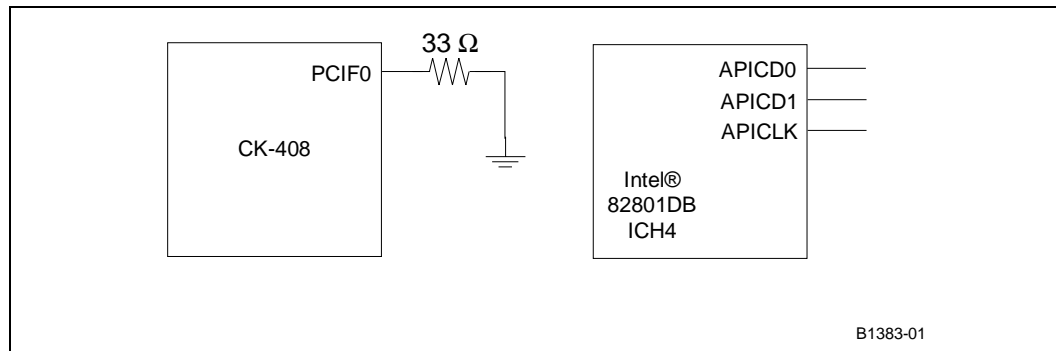 33 Ω
PCIF0
CK-408
APICD0
APICD1
APICLK
Intel®
82801DB
ICH4
B1383-01